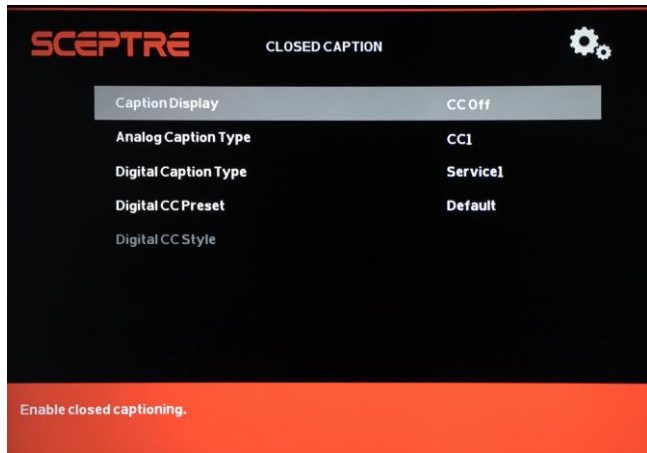 SCEPTRE CLOSED CAPTION
Caption Display CC Off
Analog Caption Type CC1
Digital Caption Type Service1
Digital CC Preset Default
Digital CC Style
Enable closed captioning.